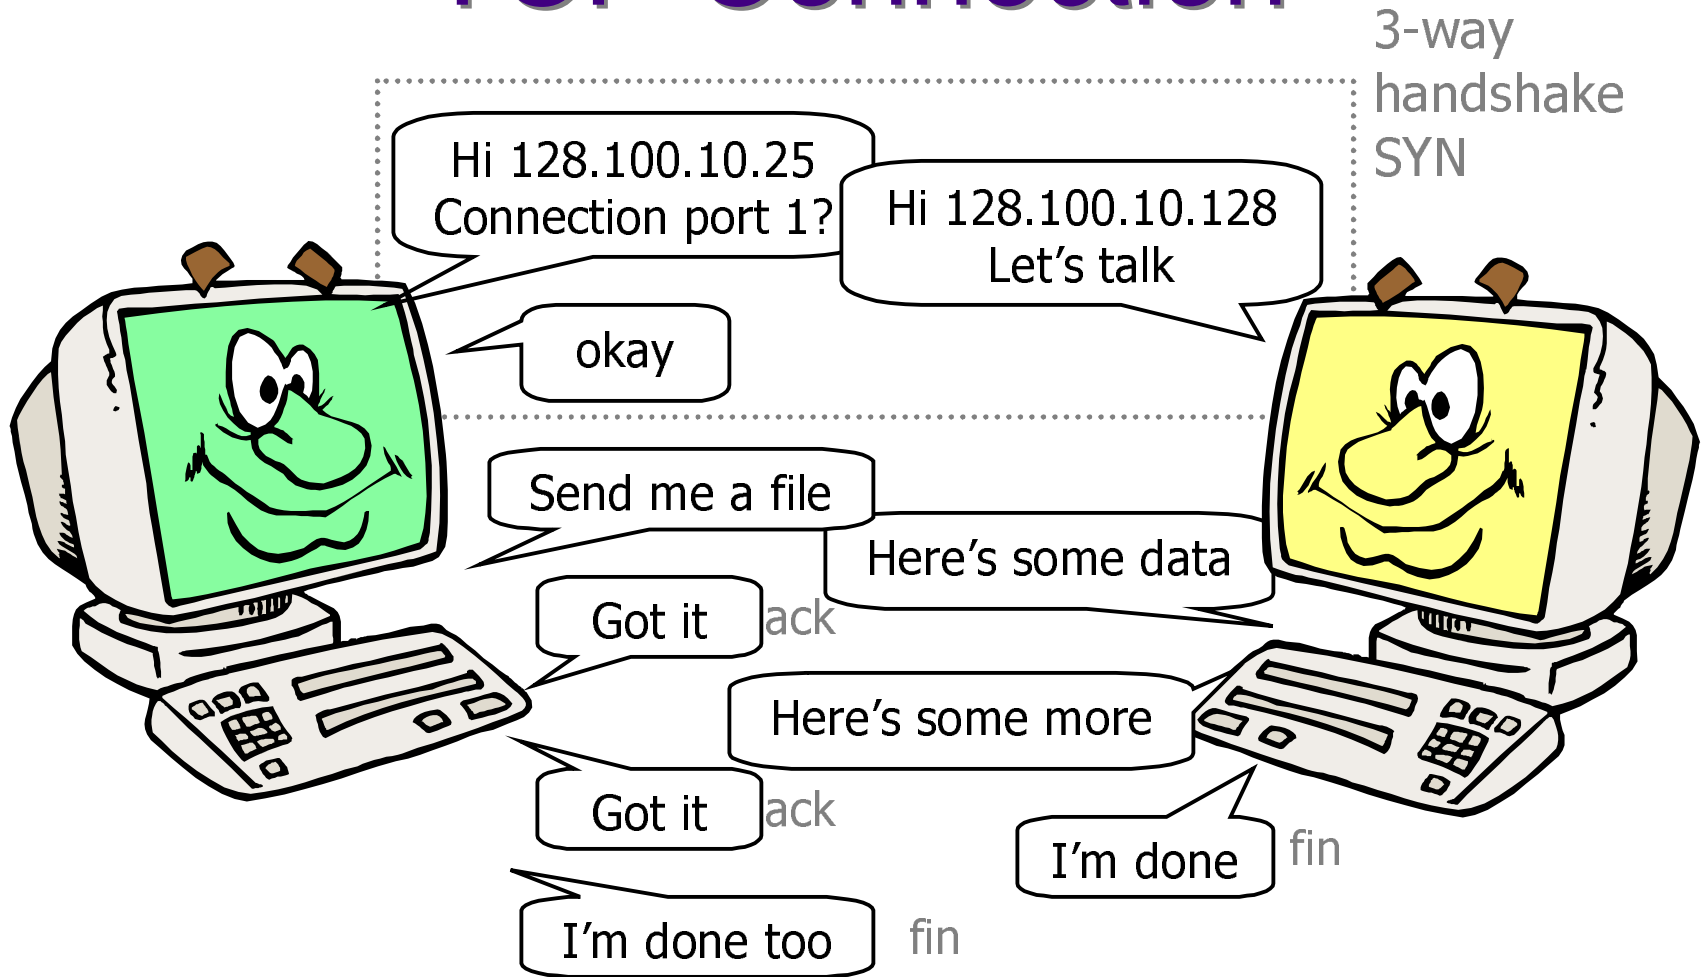 TCP Connection
3-way
handshake
SYN
Hi 128.100.10.25
Connection port 1?
Hi 128.100.10.128
Let’s talk
okay
Send me a file
Here’s some data
Got it
ack
Here’s some more
Got it
ack
I’m done
fin
I’m done too
fin